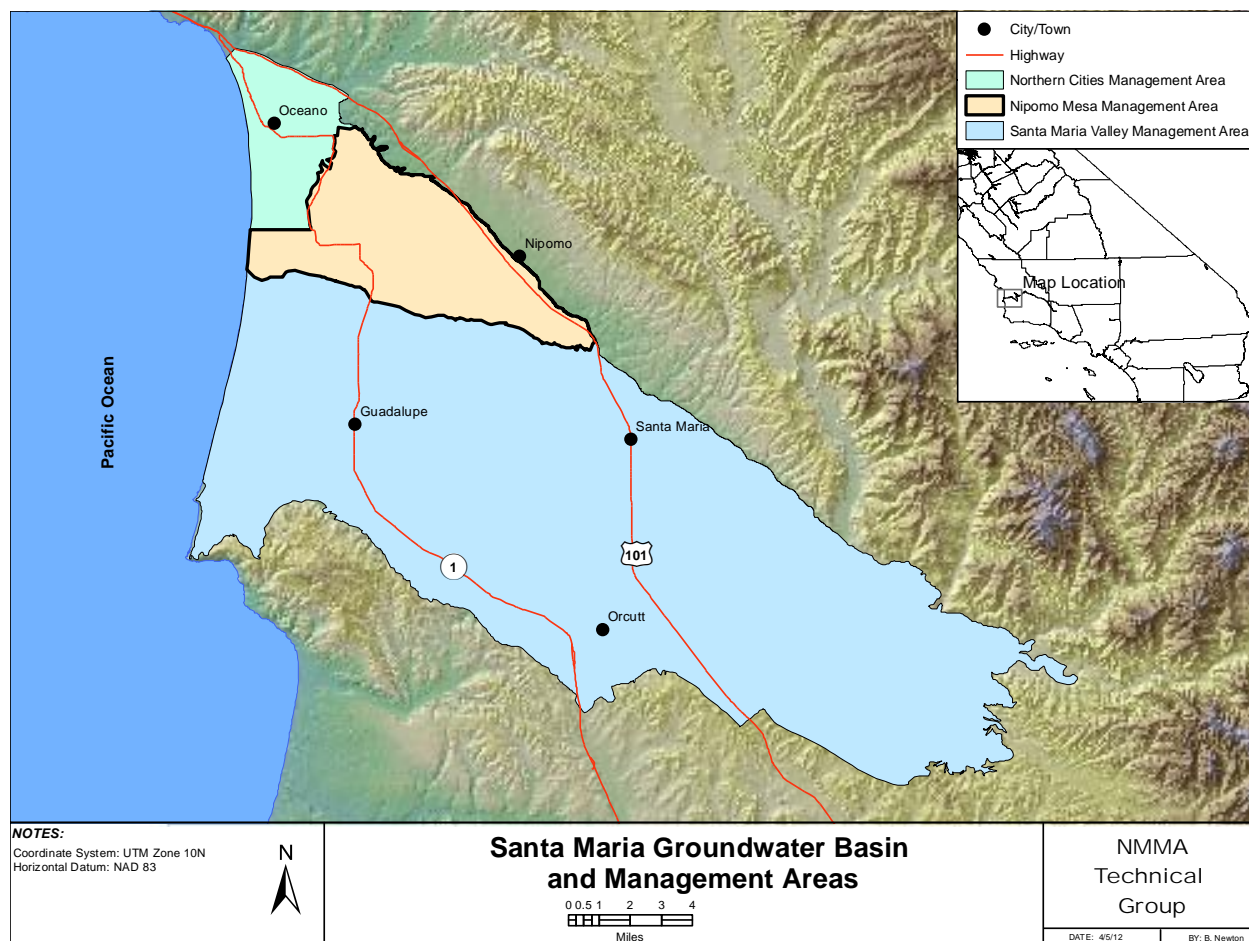 City/Town
Highway
Northern Cities Management Area
Nipomo Mesa Management Area
Santa Maria Valley Management Area
Map Location
Oceano
Nipomo
Pacific Ocean
Guadalupe
Santa Maria
101
1
Orcutt
NOTES:
Coordinate System: UTM Zone 10N
Horizontal Datum: NAD 83
N
Santa Maria Groundwater Basin
and Management Areas
0 0.5 1 2 3 4
Miles
NMMA
Technical
Group
DATE: 4/5/12
BY: B. Newton